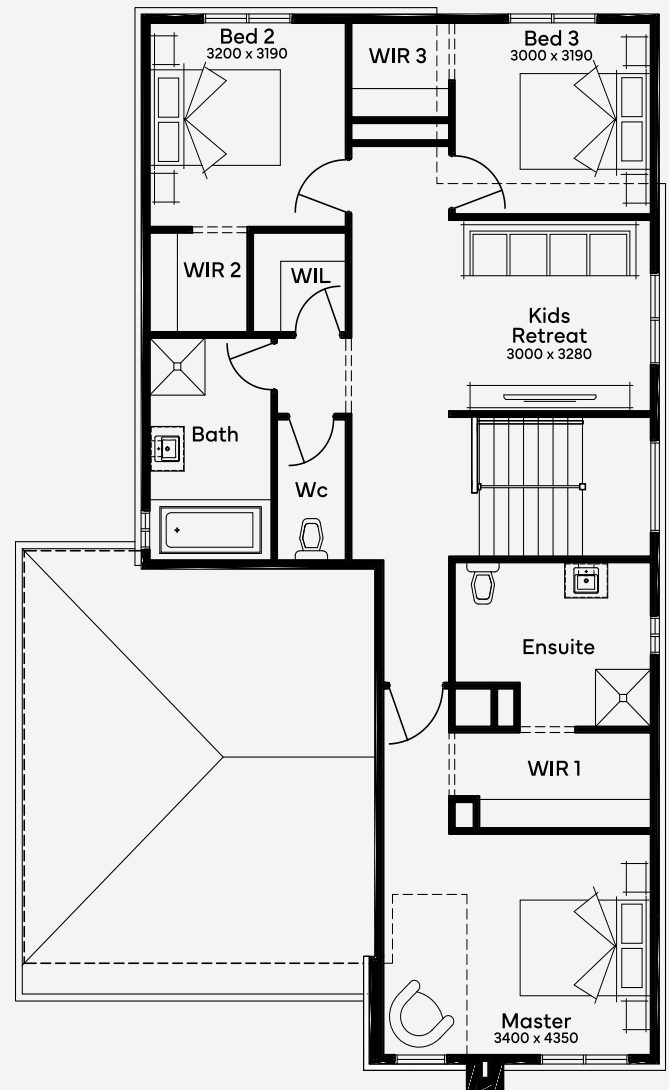 Bed 2
3200 x 3190
WIR 3
Bed 3
3000 x 3190
WIR 2
WIL
Kids
Retreat
3000 x 3280
Bath
Wc
Ensuite
WIR 1
Master
3400 x 4350